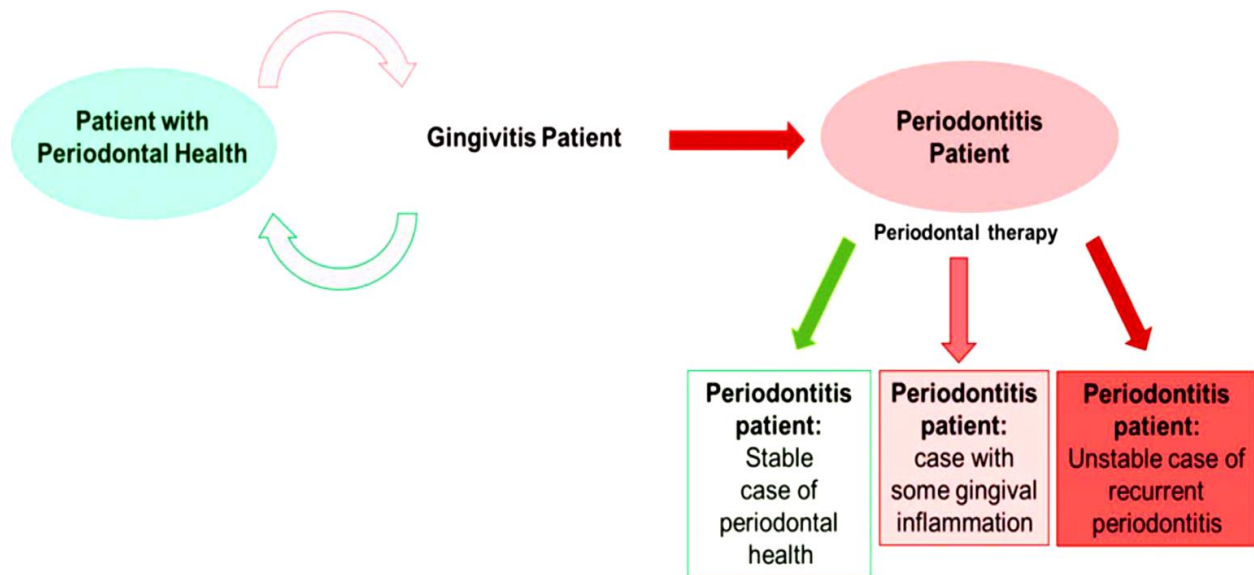 Patient with
Periodontal Health
Gingivitis Patient
Periodontitis
Patient
Periodontal therapy
Periodontitis
patient:
Stable
case of
periodontal
health
Periodontitis
patient:
case with
some gingival
inflammation
Periodontitis
patient:
Unstable case of
recurrent
periodontitis